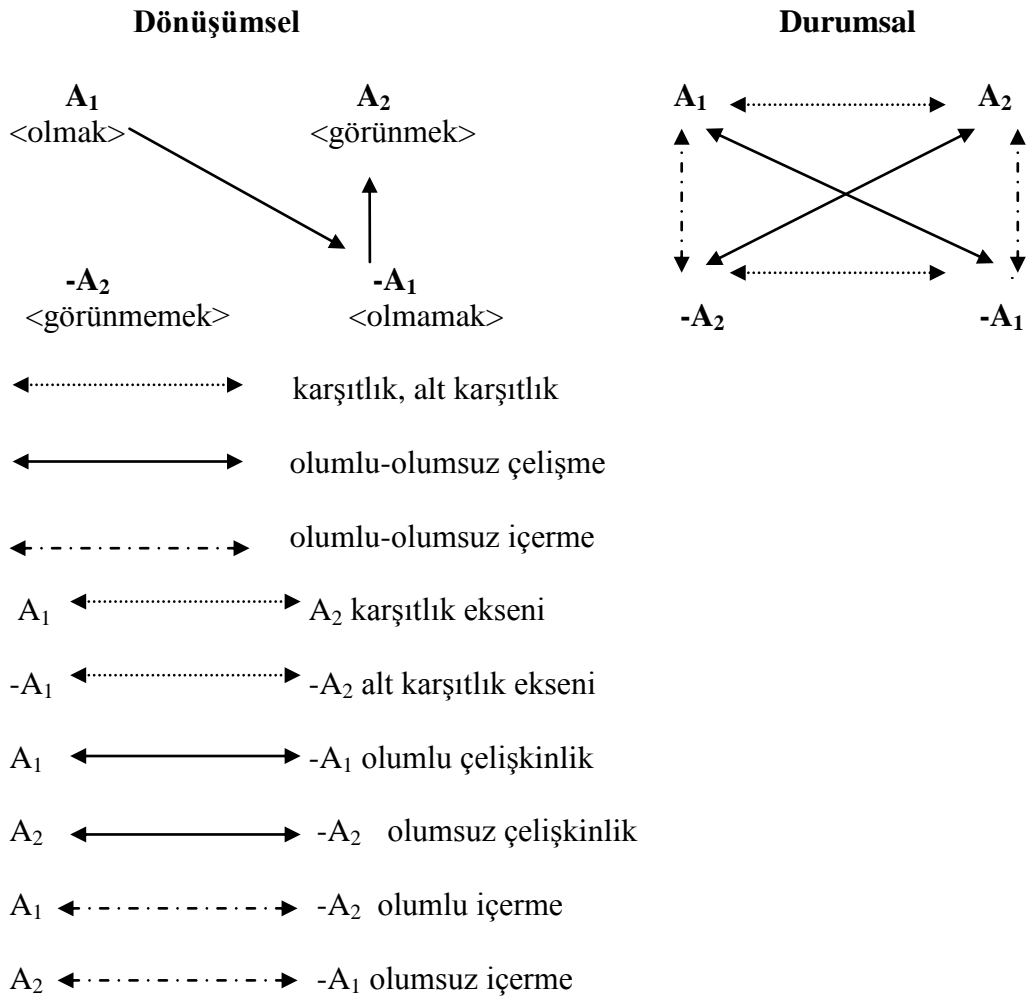 Dönüşümsel Durumsal
A₁ A₂ A₁ A₂
<olmak> <görünmek>
-A₂ -A₁
<görünmemek> <olmamak> -A₂ -A₁
karşıtlık, alt karşıtlık
olumlu-olumsuz çelişme
olumlu-olumsuz içerme
A₁ A₂ karşıtlık ekseni
-A₁ -A₂ alt karşıtlık ekseni
A₁ -A₁ olumlu çelişkinlik
A₂ -A₂ olumsuz çelişkinlik
A₁ -A₂ olumlu içerme
A₂ -A₁ olumsuz içerme